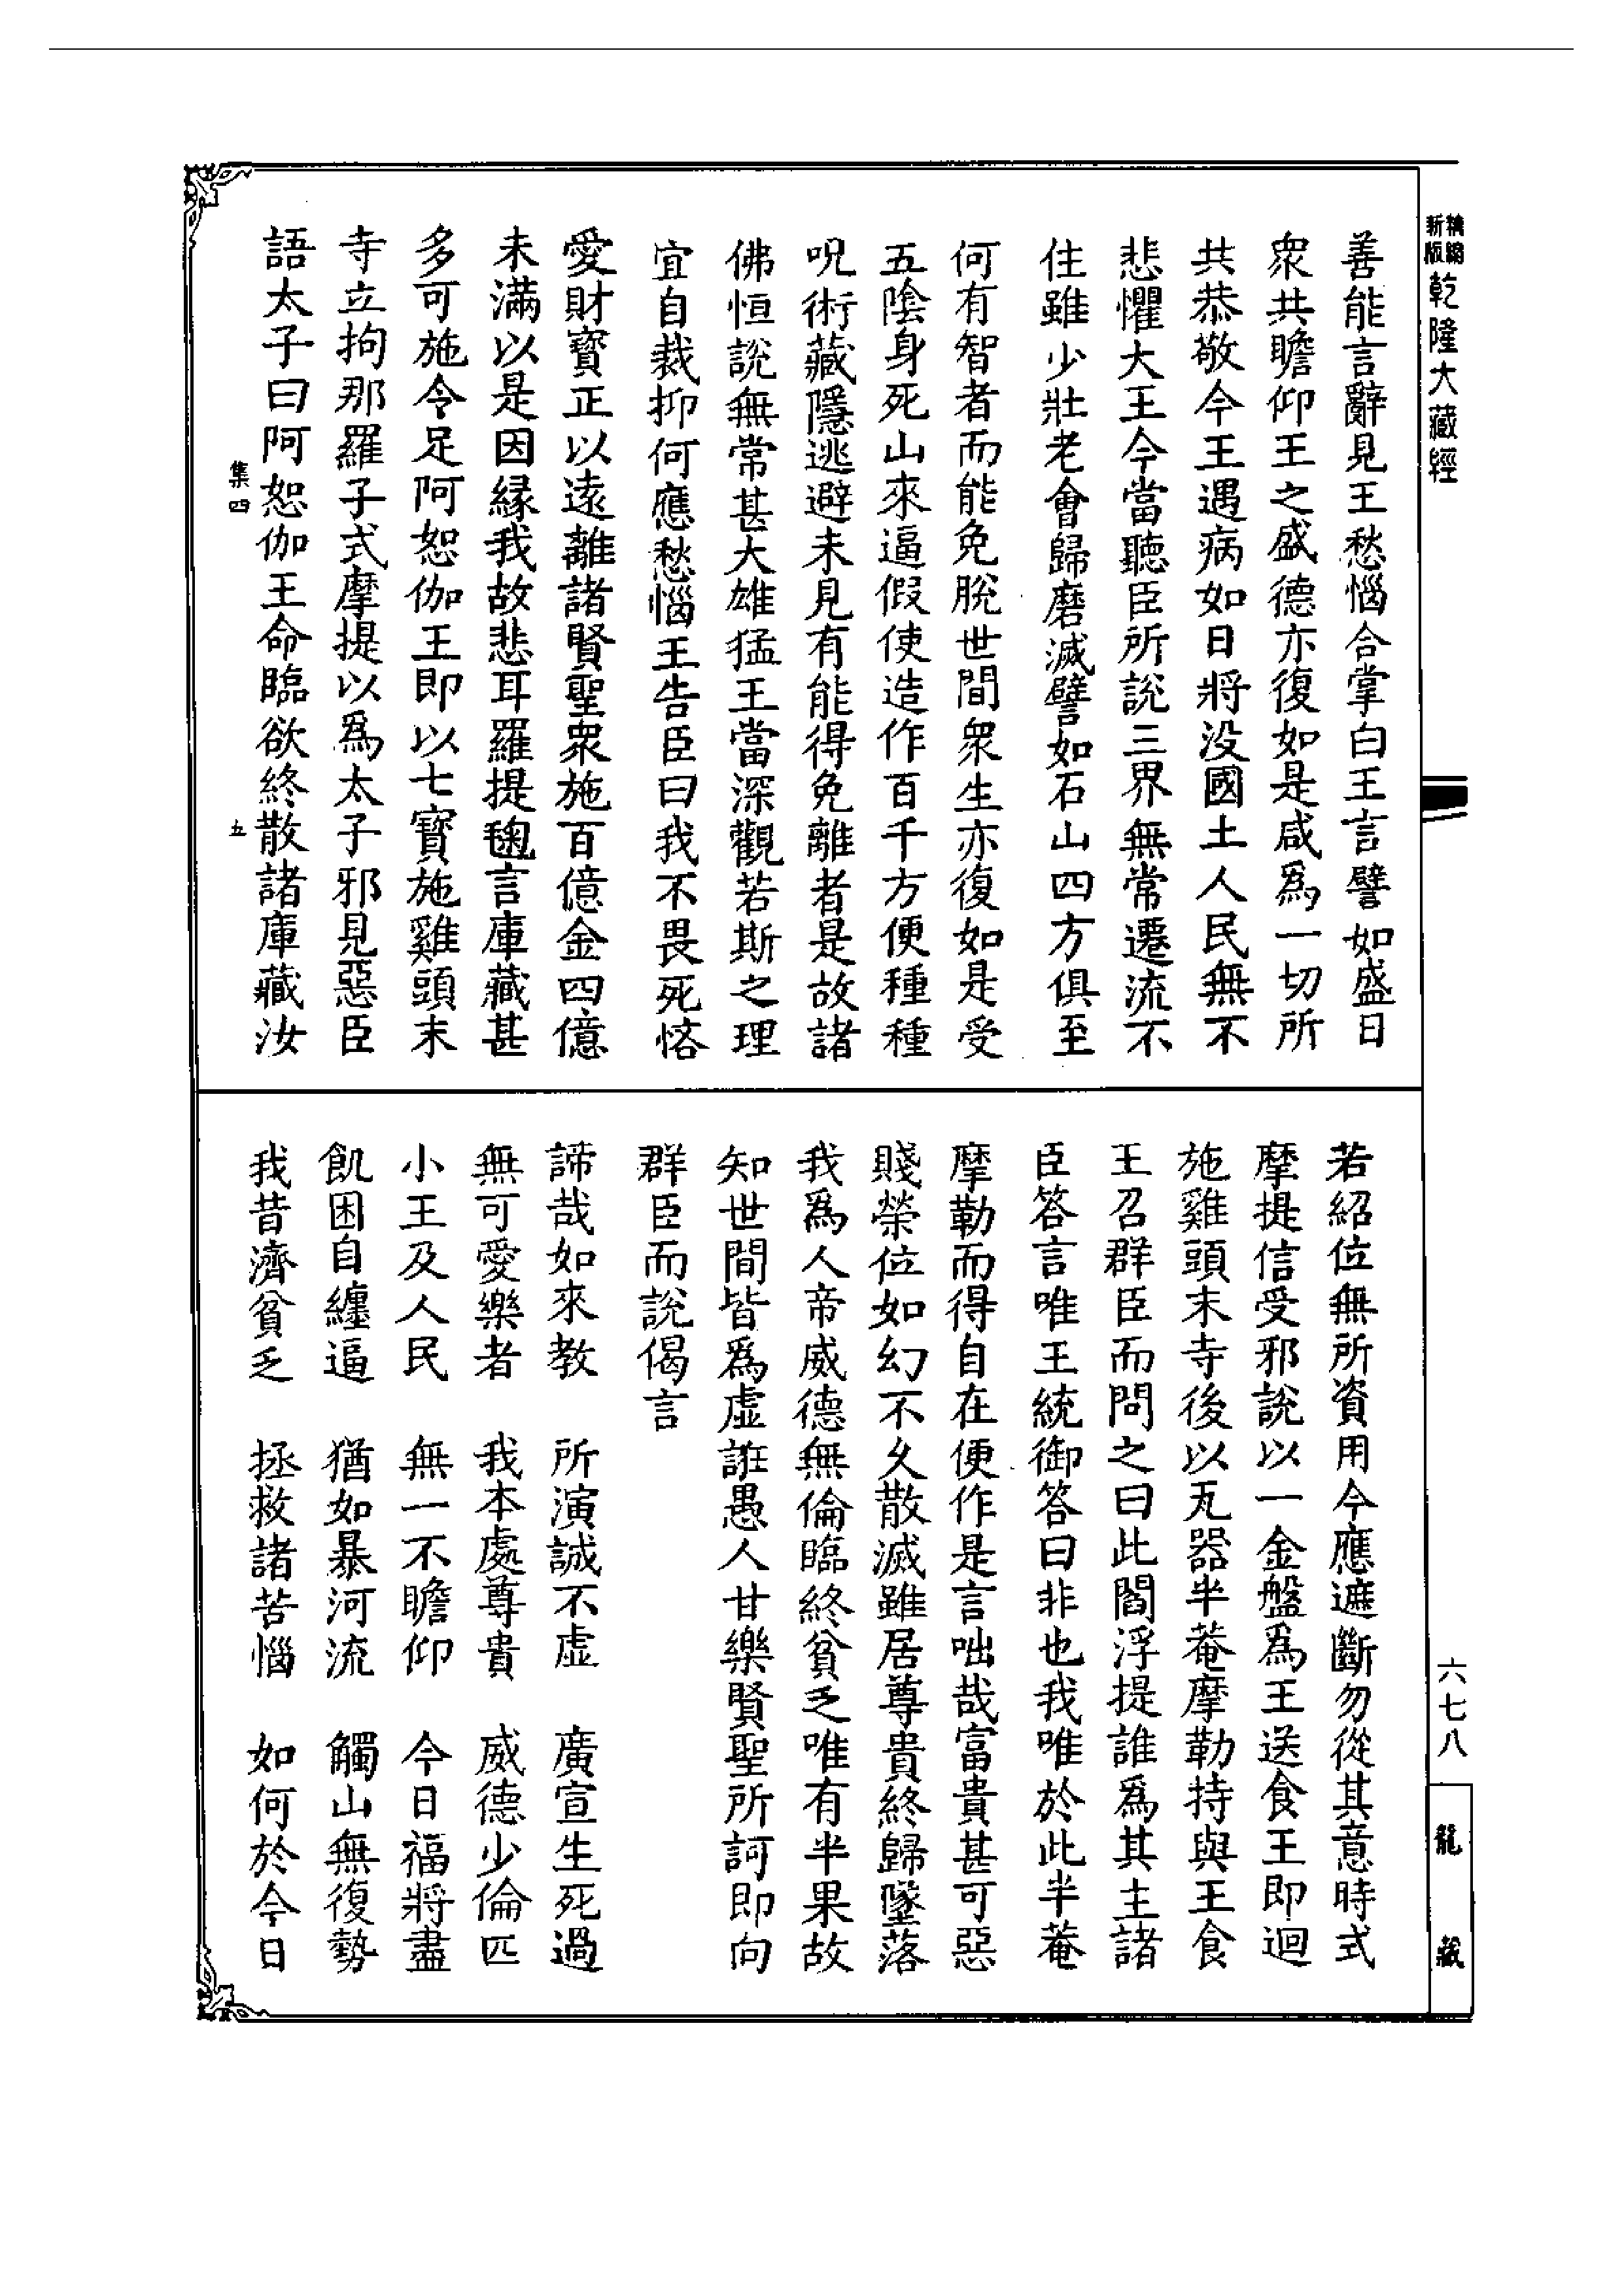 新版
精縮
乾隆大藏經
善能言辭見王愁惱合掌白王言譬如盛日
衆共瞻仰王之盛德亦復如是咸爲一切所
共恭敬今王遇病如日將没國土人民無不
悲懼大王今當聽臣所說三界無常遷流不
住雖少壯老會歸磨滅譬如石山四方俱至
何有智者而能免脫世間衆生亦復如是受
五陰身死山來逼假使造作百千方便種種
呪術藏隱逃避未見有能得免離者是故諸
佛恒說無常甚大雄猛王當深觀若斯之理
宜自裁抑何應愁惱王告臣曰我不畏死悋
愛財寳正以遠離諸賢聖衆施百億金四億
未滿以是因緣我故悲耳羅提毱言庫藏甚
多可施令足阿恕伽王即以七寳施雞頭末
寺立拘那羅子式摩提以爲太子邪見惡臣
語太子曰阿恕伽王命臨欲終散諸庫藏汝
集四
五
若紹位無所資用今應遮斷勿從其意時式
摩提信受邪說以一金盤爲王送食王即迴
施雞頭末寺後以瓦器半菴摩勒持與王食
王召群臣而問之曰此閻浮提誰爲其主諸
臣答言唯王統御答曰非也我唯於此半菴
摩勒而得自在便作是言咄哉富貴甚可惡
賤榮位如幻不久散滅雖居尊貴終歸墜落
我爲人帝威德無倫臨終貧乏唯有半果故
知世間皆爲虛誑愚人甘樂賢聖所訶即向
群臣而說偈言
諦哉如來教　所演誠不虛　廣宣生死過
無可愛樂者　我本處尊貴　威德少倫匹
小王及人民　無一不瞻仰　今日福將盡
飢困自纏逼　猶如暴河流　觸山無復勢
我昔濟貧乏　拯救諸苦惱　如何於今日
六七八
龍藏